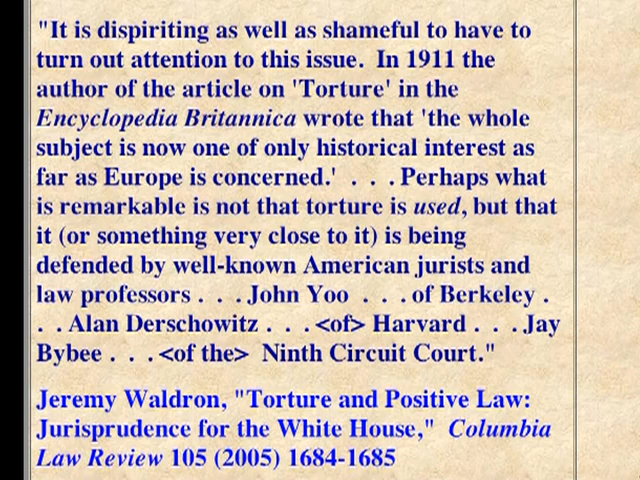 "It is dispiriting as well as shameful to have to
turn out attention to this issue.  In 1911 the
author of the article on 'Torture' in the
Encyclopedia Britannica wrote that 'the whole
subject is now one of only historical interest as
far as Europe is concerned.'  . . . Perhaps what
is remarkable is not that torture is used, but that
it (or something very close to it) is being
defended by well-known American jurists and
law professors . . . John Yoo  . . . of Berkeley .
. . Alan Derschowitz . . . <of> Harvard . . . Jay
Bybee . . . <of the>  Ninth Circuit Court."
Jeremy Waldron, "Torture and Positive Law:
Jurisprudence for the White House,"  Columbia
Law Review 105 (2005) 1684-1685